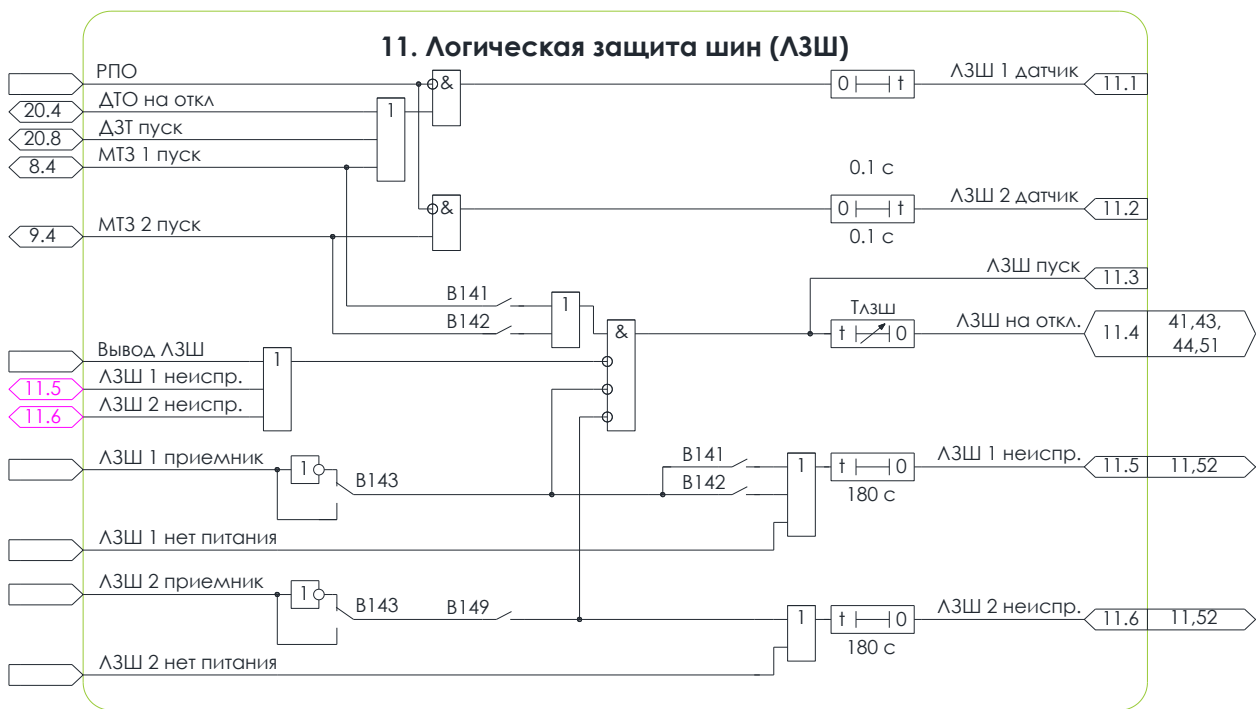 11. Логическая защита шин (ЛЗШ)
РПО
&
0 t
ЛЗШ 1 датчик
11.1
20.4
ДТО на откл
1
20.8
ДЗТ пуск
8.4
МТЗ 1 пуск
0.1 с
&
0 t
ЛЗШ 2 датчик
11.2
9.4
МТЗ 2 пуск
0.1 с
ЛЗШ пуск
11.3
В141
1
В142
&
Тлзш
t 0
ЛЗШ на откл.
11.4
41,43,
44,51
Вывод ЛЗШ
1
11.5
ЛЗШ 1 неиспр.
11.6
ЛЗШ 2 неиспр.
ЛЗШ 1 приемник
1
В143
В141
В142
1
t 0
180 с
ЛЗШ 1 неиспр.
11.5
11,52
ЛЗШ 1 нет питания
ЛЗШ 2 приемник
1
В143
В149
1
t 0
180 с
ЛЗШ 2 неиспр.
11.6
11,52
ЛЗШ 2 нет питания